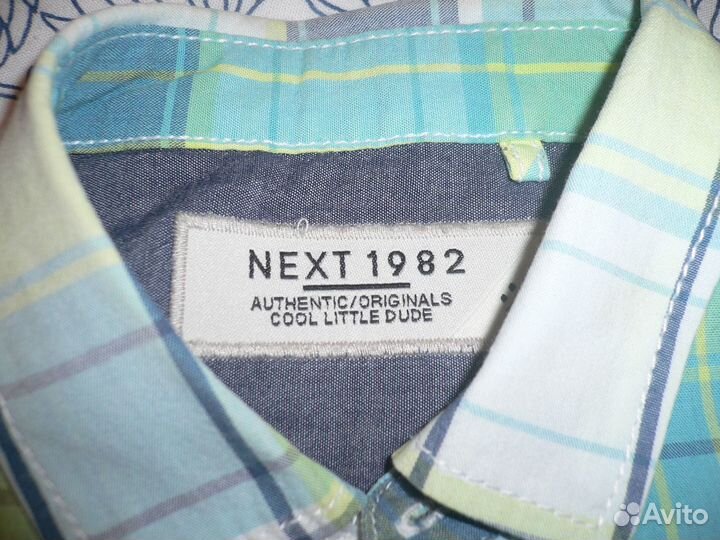 NEXT 1982
AUTHENTIC/ORIGINALS
COOL LITTLE DUDE
Avito